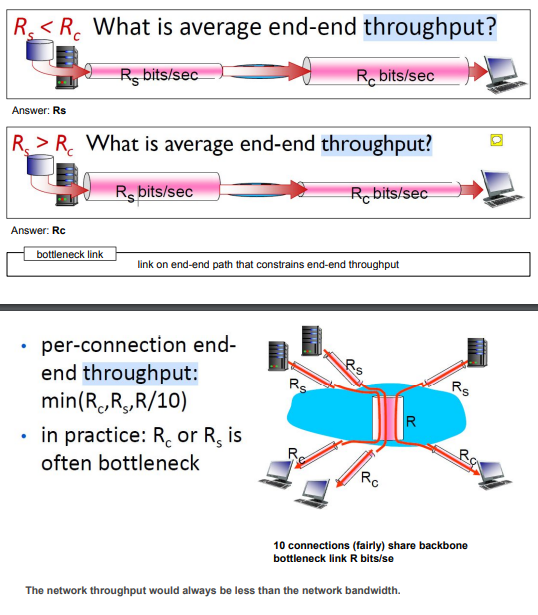 Rs < Rc What is average end-end throughput?
Rs bits/sec
Rc bits/sec
Answer: Rs
Rs > Rc What is average end-end throughput?
Rs bits/sec
Rc bits/sec
Answer: Rc
bottleneck link
link on end-end path that constrains end-end throughput
• per-connection end-
end throughput:
min(Rc,Rs,R/10)
• in practice: Rc or Rs is
often bottleneck
Rs
Rs
Rs
R
Rc
Rc
Rc
10 connections (fairly) share backbone
bottleneck link R bits/se
The network throughput would always be less than the network bandwidth.